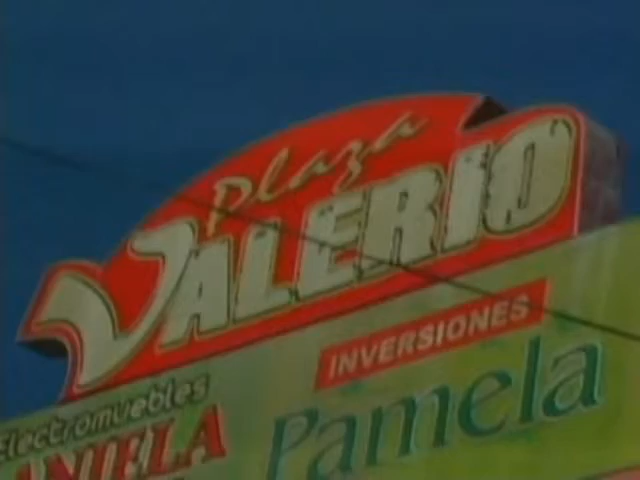 Plaza
VALERIO
INVERSIONES
Pamela
Electromuebles